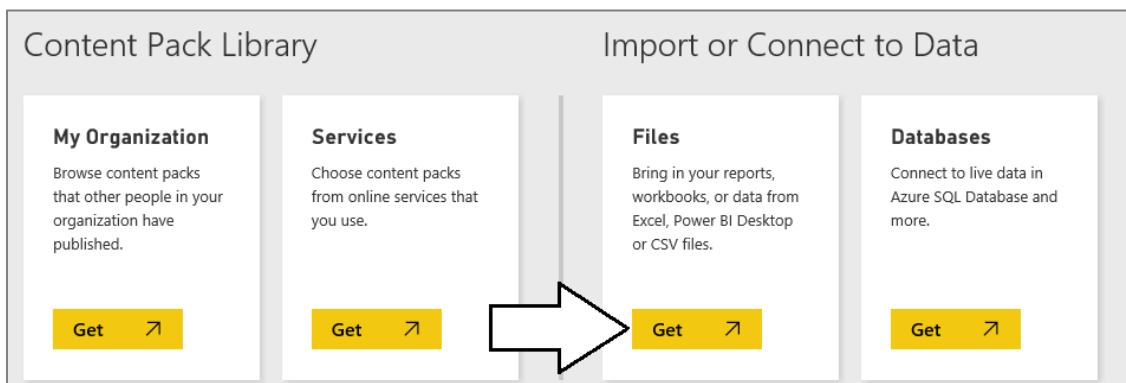 Content Pack Library
Import or Connect to Data
My Organization
Browse content packs
that other people in your
organization have
published.
Get
Services
Choose content packs
from online services that
you use.
Get
Files
Bring in your reports,
workbooks, or data from
Excel, Power BI Desktop
or CSV files.
Get
Databases
Connect to live data in
Azure SQL Database and
more.
Get